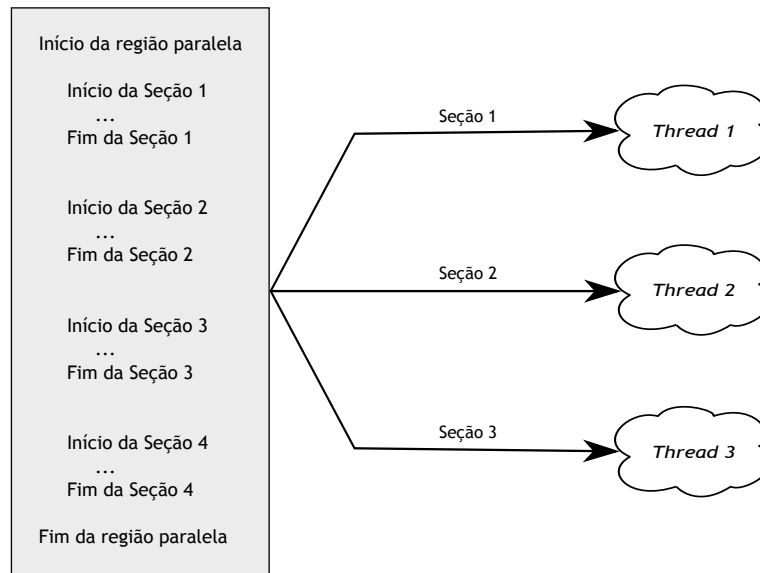 Início da região paralela
Início da Seção 1
...
Fim da Seção 1
Início da Seção 2
...
Fim da Seção 2
Início da Seção 3
...
Fim da Seção 3
Início da Seção 4
...
Fim da Seção 4
Fim da região paralela
Seção 1
Thread 1
Seção 2
Thread 2
Seção 3
Thread 3